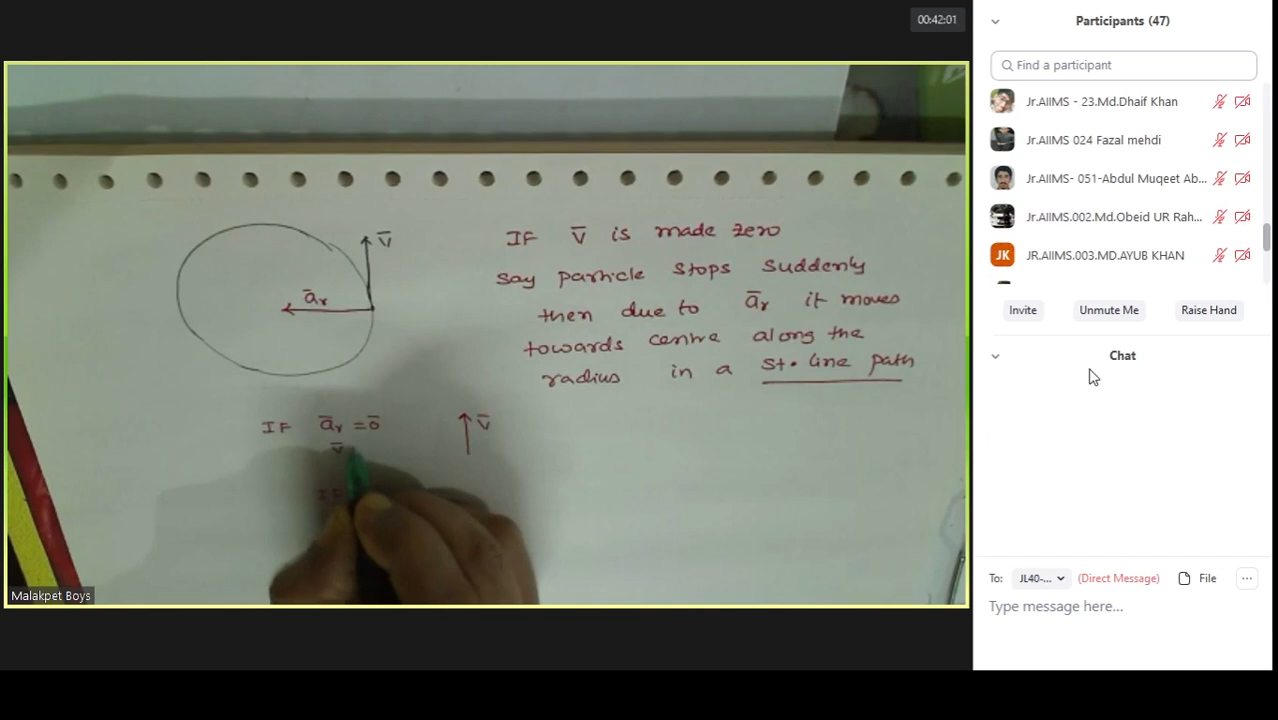 00:42:01
Participants (47)
Find a participant
Jr.AIIMS - 23.Md.Dhaif Khan
Jr.AIIMS 024 Fazal mehdi
Jr.AIIMS- 051-Abdul Muqeet Ab...
Jr.AIIMS.002.Md.Obeid UR Rah...
JK JR.AIIMS.003.MD.AYUB KHAN
Invite Unmute Me Raise Hand
Chat
To: JL40-... (Direct Message) File ...
Type message here...
v̅
a̅r
IF v̅ is made zero
say particle stops suddenly
then due to a̅r it moves
towards centre along the
radius in a st. line path
IF a̅r = 0̅ v̅
v̅
IF
Malakpet Boys